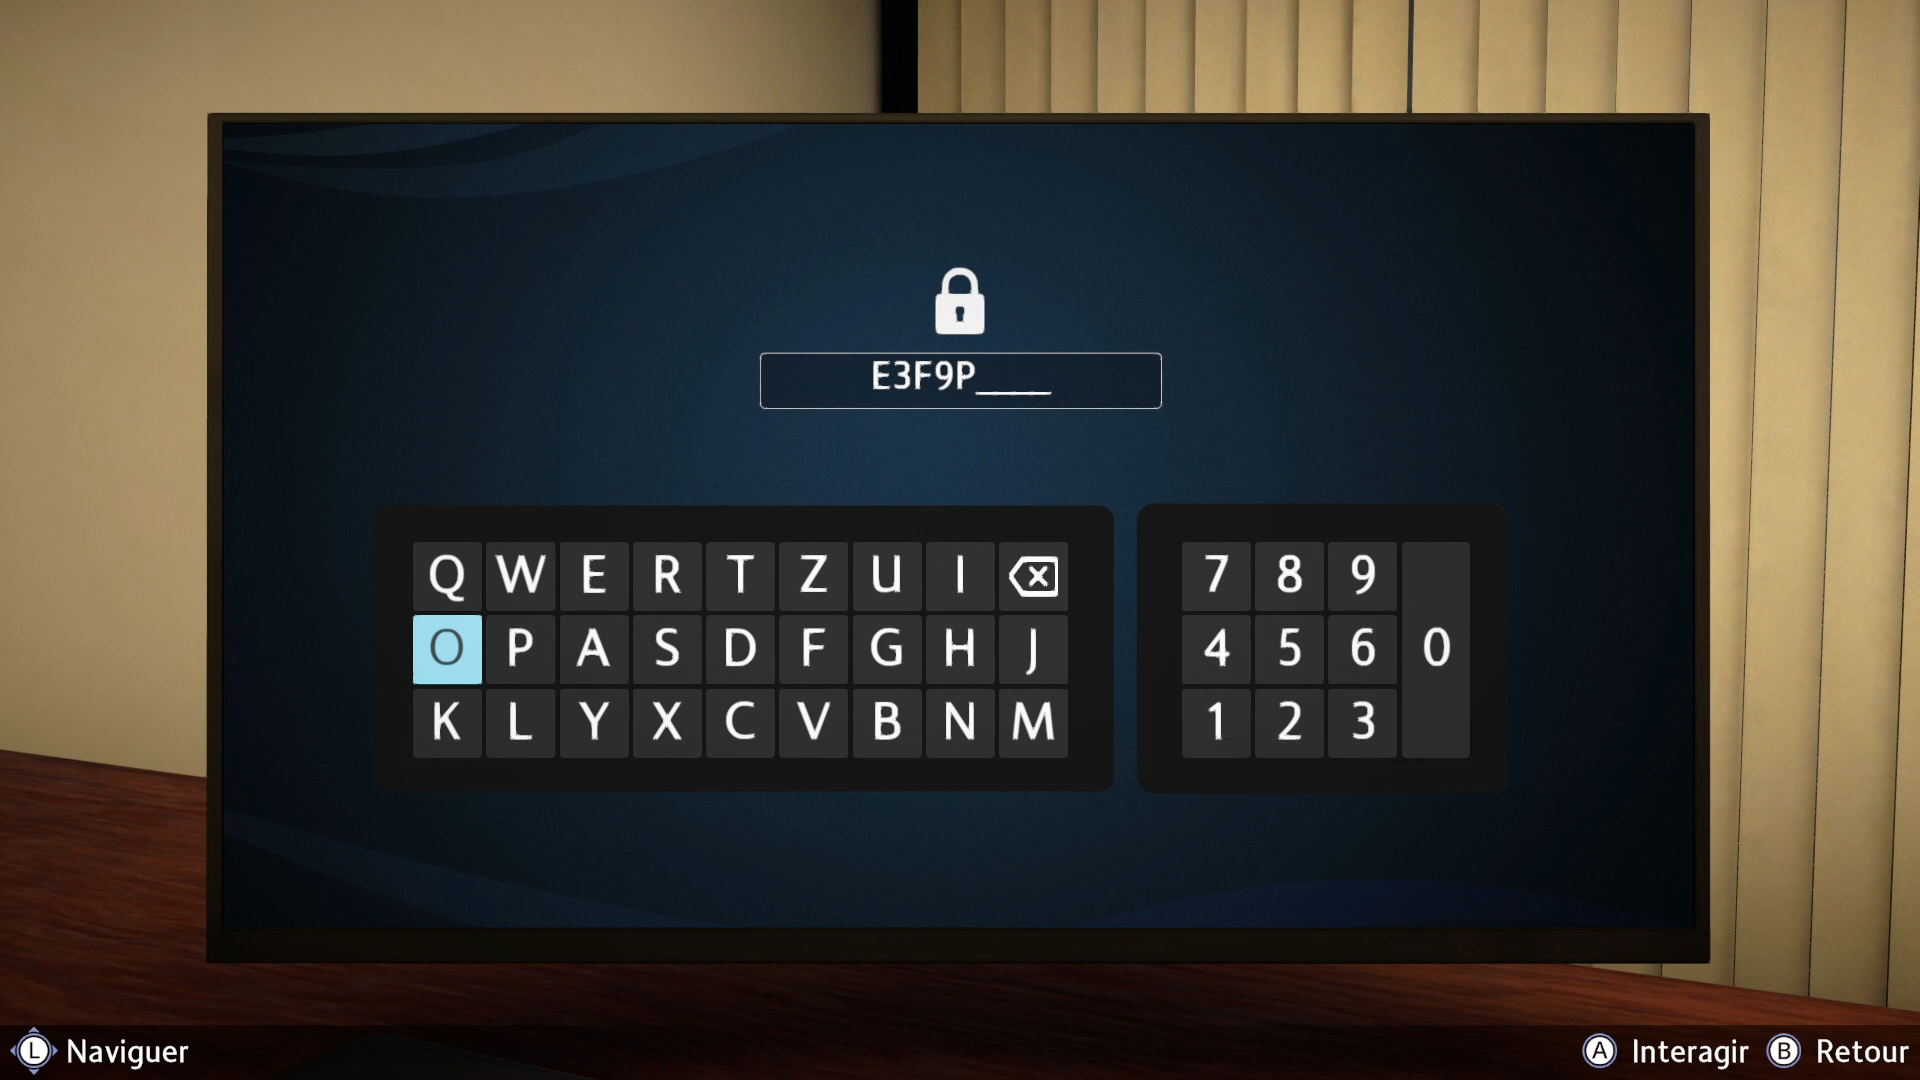 E3F9P____
Q W E R T Z U I
O P A S D F G H J
K L Y X C V B N M
7 8 9
4 5 6 0
1 2 3
L Naviguer
A Interagir B Retour